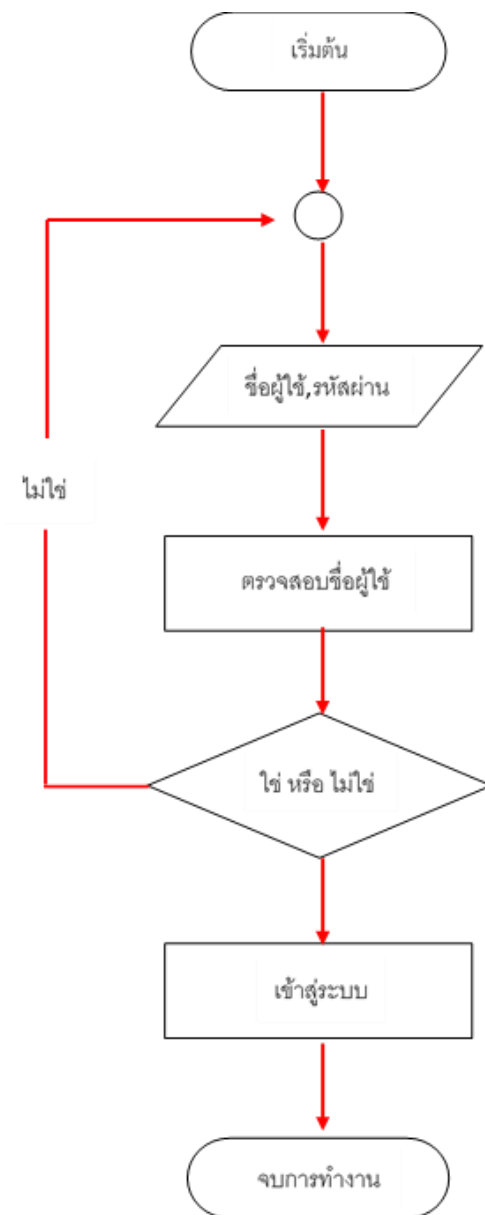 เริ่มต้น
ชื่อผู้ใช้,รหัสผ่าน
ไม่ใช่
ตรวจสอบชื่อผู้ใช้
ใช่ หรือ ไม่ใช่
เข้าสู่ระบบ
จบการทำงาน